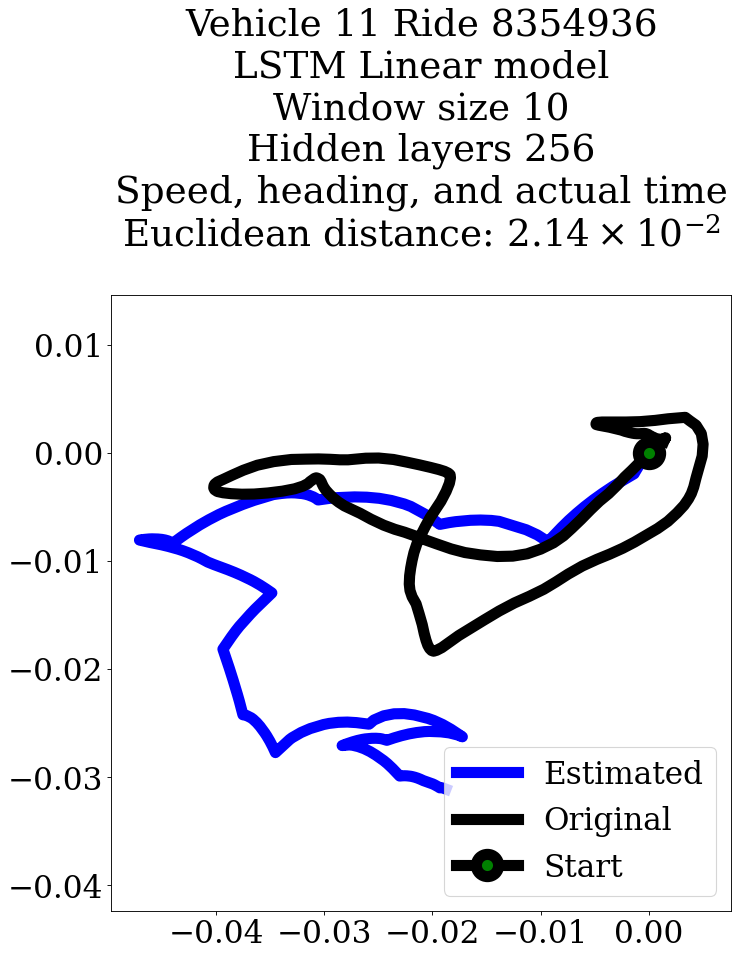 Vehicle 11 Ride 8354936
LSTM Linear model
Window size 10
Hidden layers 256
Speed, heading, and actual time
Euclidean distance: 2.14 × 10⁻²
0.01
0.00
−0.01
−0.02
−0.03
−0.04
Estimated
Original
Start
−0.04 −0.03 −0.02 −0.01 0.00